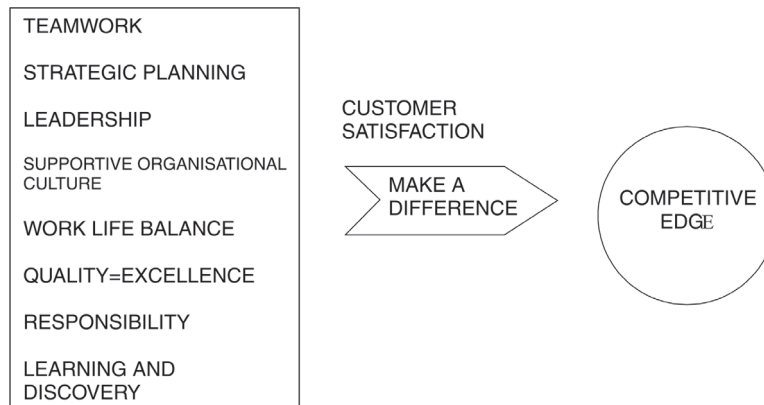 TEAMWORK
STRATEGIC PLANNING
LEADERSHIP
SUPPORTIVE ORGANISATIONAL
CULTURE
WORK LIFE BALANCE
QUALITY=EXCELLENCE
RESPONSIBILITY
LEARNING AND
DISCOVERY
CUSTOMER
SATISFACTION
MAKE A
DIFFERENCE
COMPETITIVE
EDGE